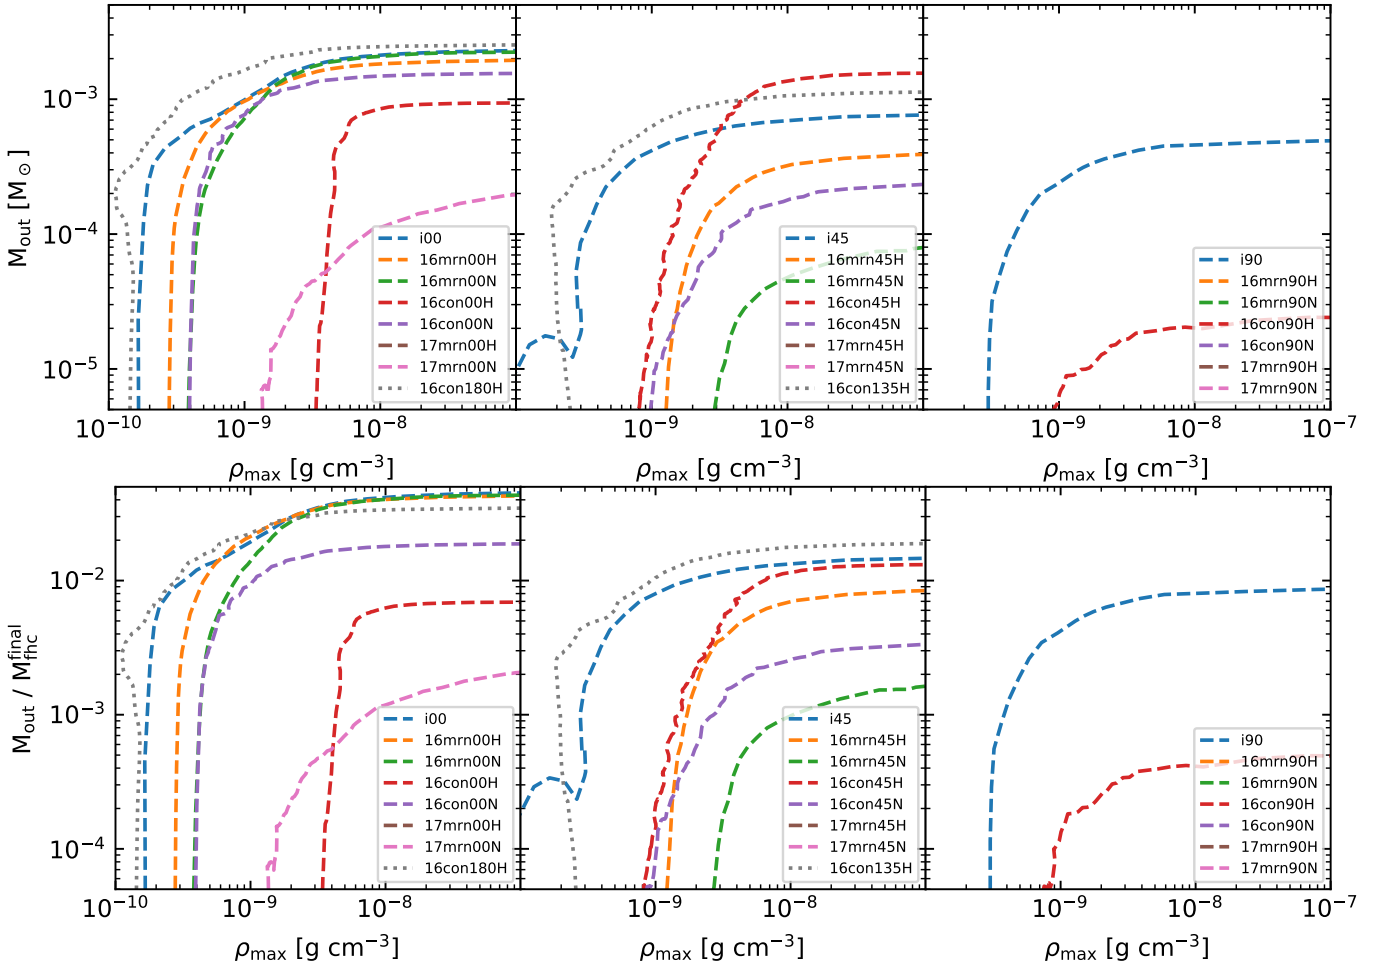 M_out [M_⊙]
10^−3
10^−4
10^−5
i00
16mrn00H
16mrn00N
16con00H
16con00N
17mrn00H
17mrn00N
16con180H
i45
16mrn45H
16mrn45N
16con45H
16con45N
17mrn45H
17mrn45N
16con135H
i90
16mrn90H
16mrn90N
16con90H
16con90N
17mrn90H
17mrn90N
10^−10 10^−9 10^−8 10^−9 10^−8 10^−9 10^−8 10^−7
ρ_max [g cm^−3] ρ_max [g cm^−3] ρ_max [g cm^−3]
M_out / M_fhc^final
10^−2
10^−3
10^−4
i00
16mrn00H
16mrn00N
16con00H
16con00N
17mrn00H
17mrn00N
16con180H
i45
16mrn45H
16mrn45N
16con45H
16con45N
17mrn45H
17mrn45N
16con135H
i90
16mrn90H
16mrn90N
16con90H
16con90N
17mrn90H
17mrn90N
10^−10 10^−9 10^−8 10^−9 10^−8 10^−9 10^−8 10^−7
ρ_max [g cm^−3] ρ_max [g cm^−3] ρ_max [g cm^−3]